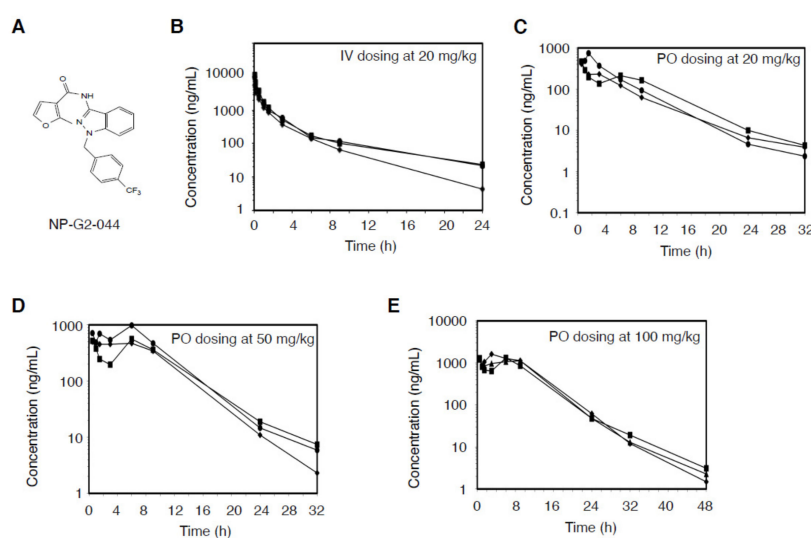 A
O
NH
N
N
O
CF3
NP-G2-044
B
IV dosing at 20 mg/kg
Concentration (ng/mL)
10000
1000
100
10
1
0 4 8 12 16 20 24
Time (h)
C
PO dosing at 20 mg/kg
Concentration (ng/mL)
1000
100
10
1
0.1
0 4 8 12 16 20 24 28 32
Time (h)
D
PO dosing at 50 mg/kg
Concentration (ng/mL)
1000
100
10
1
0 4 8 12 16 20 24 28 32
Time (h)
E
PO dosing at 100 mg/kg
Concentration (ng/mL)
10000
1000
100
10
1
0 8 16 24 32 40 48
Time (h)